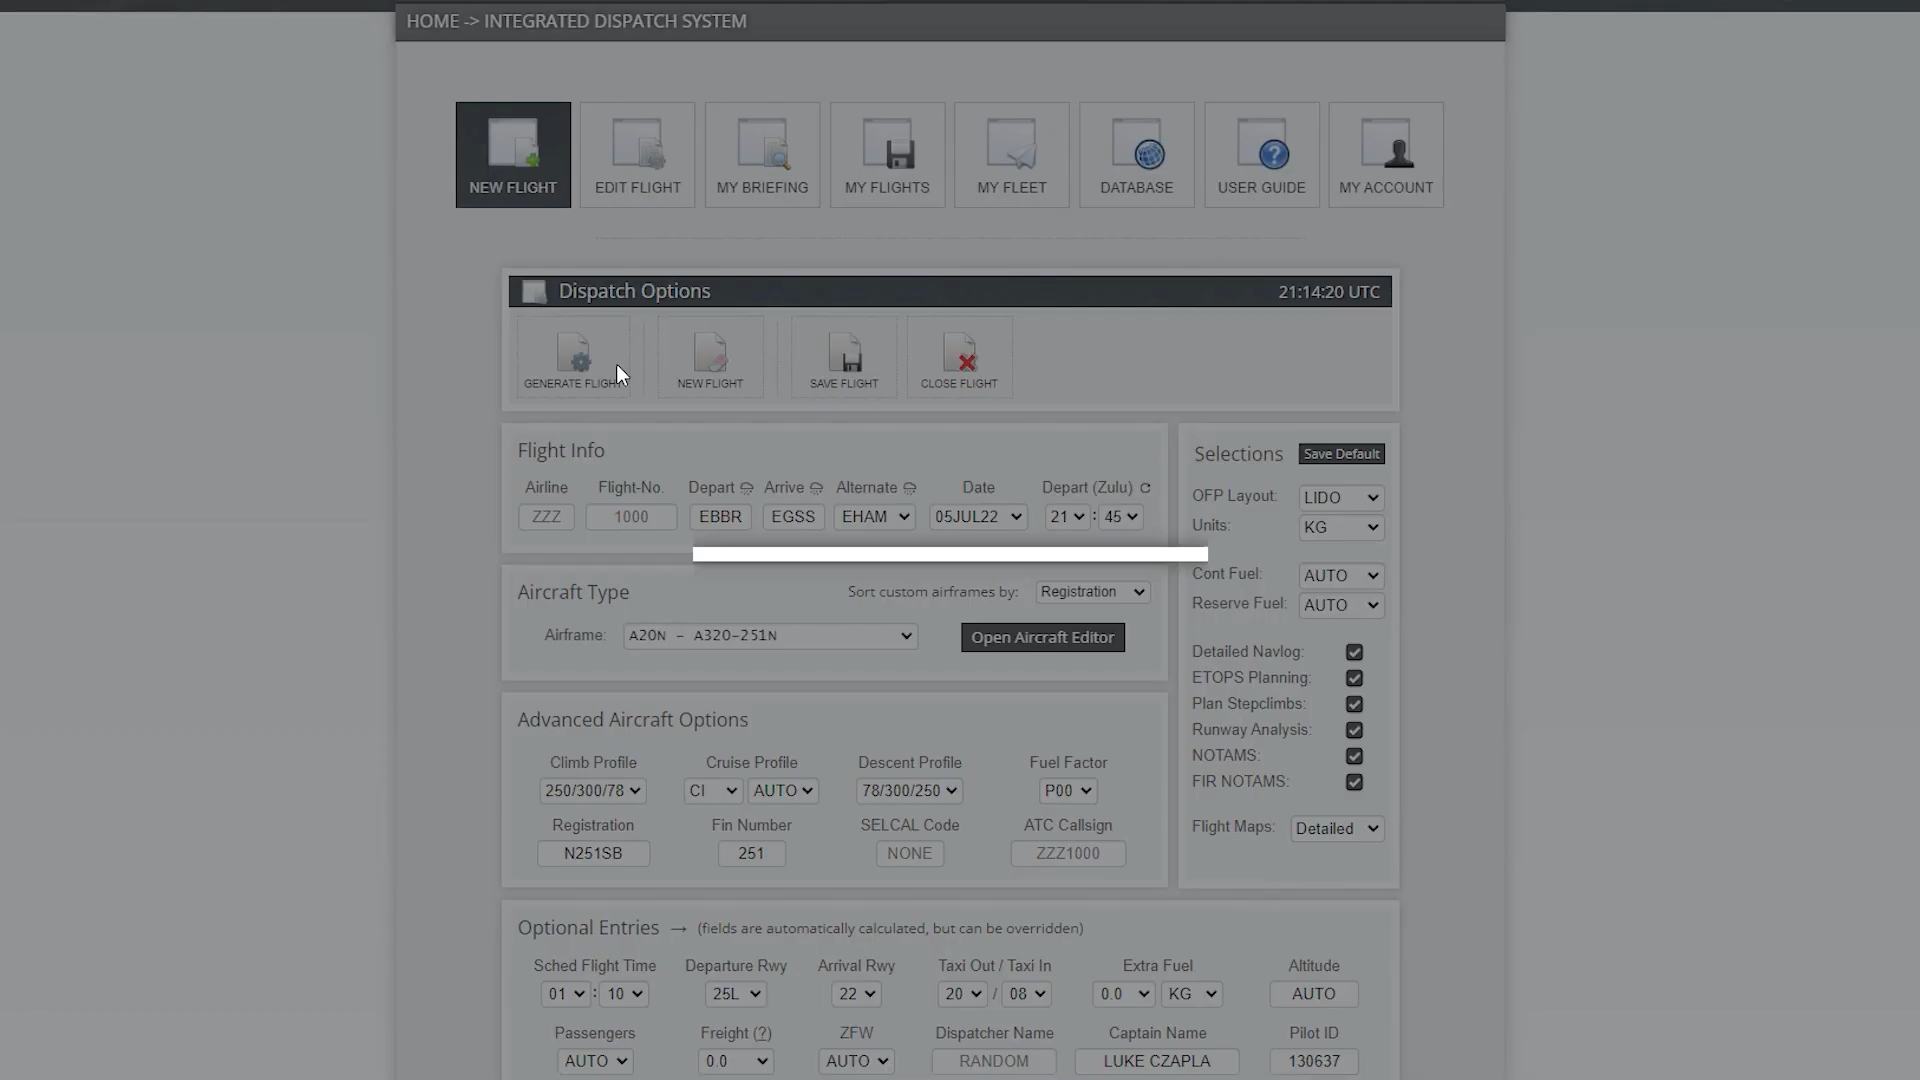 HOME -> INTEGRATED DISPATCH SYSTEM
NEW FLIGHT EDIT FLIGHT MY BRIEFING MY FLIGHTS MY FLEET DATABASE USER GUIDE MY ACCOUNT
Dispatch Options 21:14:20 UTC
GENERATE FLIGHT NEW FLIGHT SAVE FLIGHT CLOSE FLIGHT
Flight Info
Airline Flight-No. Depart Arrive Alternate Date Depart (Zulu)
ZZZ 1000 EBBR EGSS EHAM 05JUL22 21 : 45
Aircraft Type Sort custom airframes by: Registration
Airframe: A20N - A320-251N Open Aircraft Editor
Advanced Aircraft Options
Climb Profile Cruise Profile Descent Profile Fuel Factor
250/300/78 CI AUTO 78/300/250 P00
Registration Fin Number SELCAL Code ATC Callsign
N251SB 251 NONE ZZZ1000
Selections Save Default
OFP Layout: LIDO
Units: KG
Cont Fuel: AUTO
Reserve Fuel: AUTO
Detailed Navlog:
ETOPS Planning:
Plan Stepclimbs:
Runway Analysis:
NOTAMS:
FIR NOTAMS:
Flight Maps: Detailed
Optional Entries → (fields are automatically calculated, but can be overridden)
Sched Flight Time Departure Rwy Arrival Rwy Taxi Out / Taxi In Extra Fuel Altitude
01 : 10 25L 22 20 / 08 0.0 KG AUTO
Passengers Freight (?) ZFW Dispatcher Name Captain Name Pilot ID
AUTO 0.0 AUTO RANDOM LUKE CZAPLA 130637